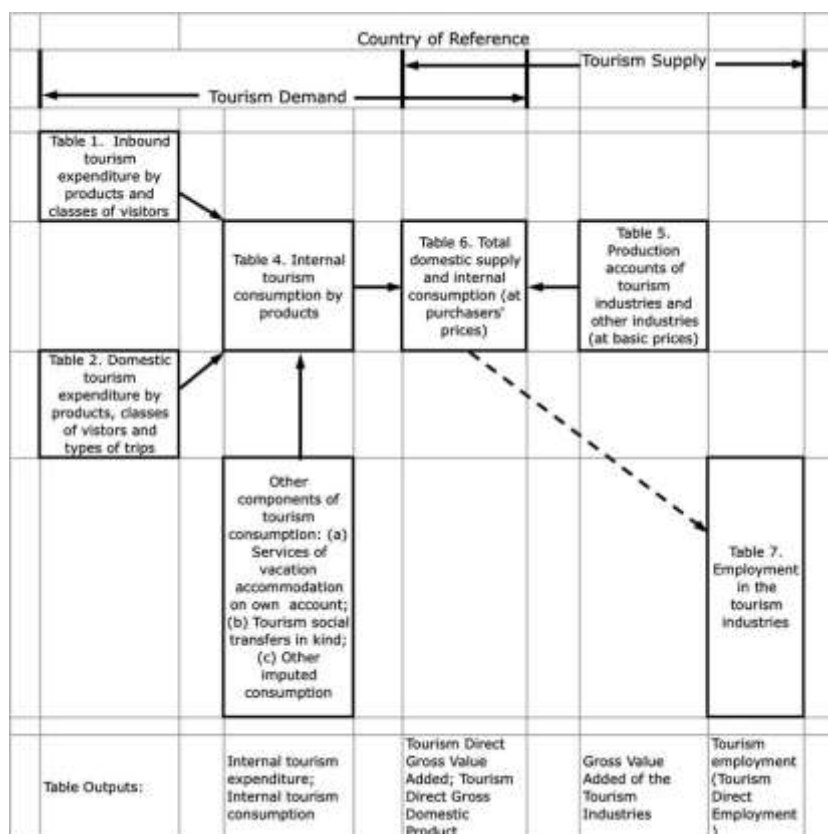 Country of Reference
Tourism Supply
Tourism Demand
Table 1. Inbound
tourism
expenditure by
products and
classes of visitors
Table 4. Internal
tourism
consumption by
products
Table 6. Total
domestic supply
and internal
consumption (at
purchasers'
prices)
Table 5.
Production
accounts of
tourism
industries and
other industries
(at basic prices)
Table 2. Domestic
tourism
expenditure by
products, classes
of vistors and
types of trips
Other
components of
tourism
consumption: (a)
Services of
vacation
accommodation
on own account;
(b) Tourism social
transfers in kind;
(c) Other
imputed
consumption
Table 7.
Employment
in the
tourism
industries
Table Outputs:
Internal tourism
expenditure;
Internal tourism
consumption
Tourism Direct
Gross Value
Added; Tourism
Direct Gross
Domestic
Product
Gross Value
Added of the
Tourism
Industries
Tourism
employment
(Tourism
Direct
Employment
)